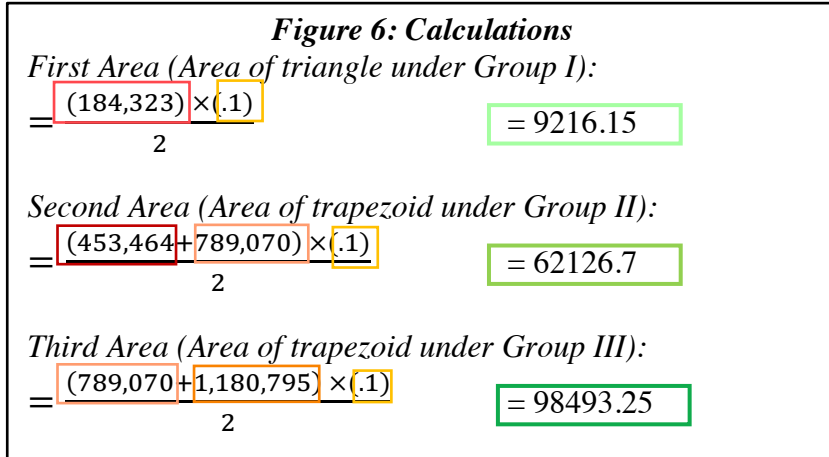 Figure 6: Calculations
First Area (Area of triangle under Group I):
= (184,323) ×(.1)
2
= 9216.15
Second Area (Area of trapezoid under Group II):
= (453,464+789,070) ×(.1)
2
= 62126.7
Third Area (Area of trapezoid under Group III):
= (789,070+1,180,795) ×(.1)
2
= 98493.25